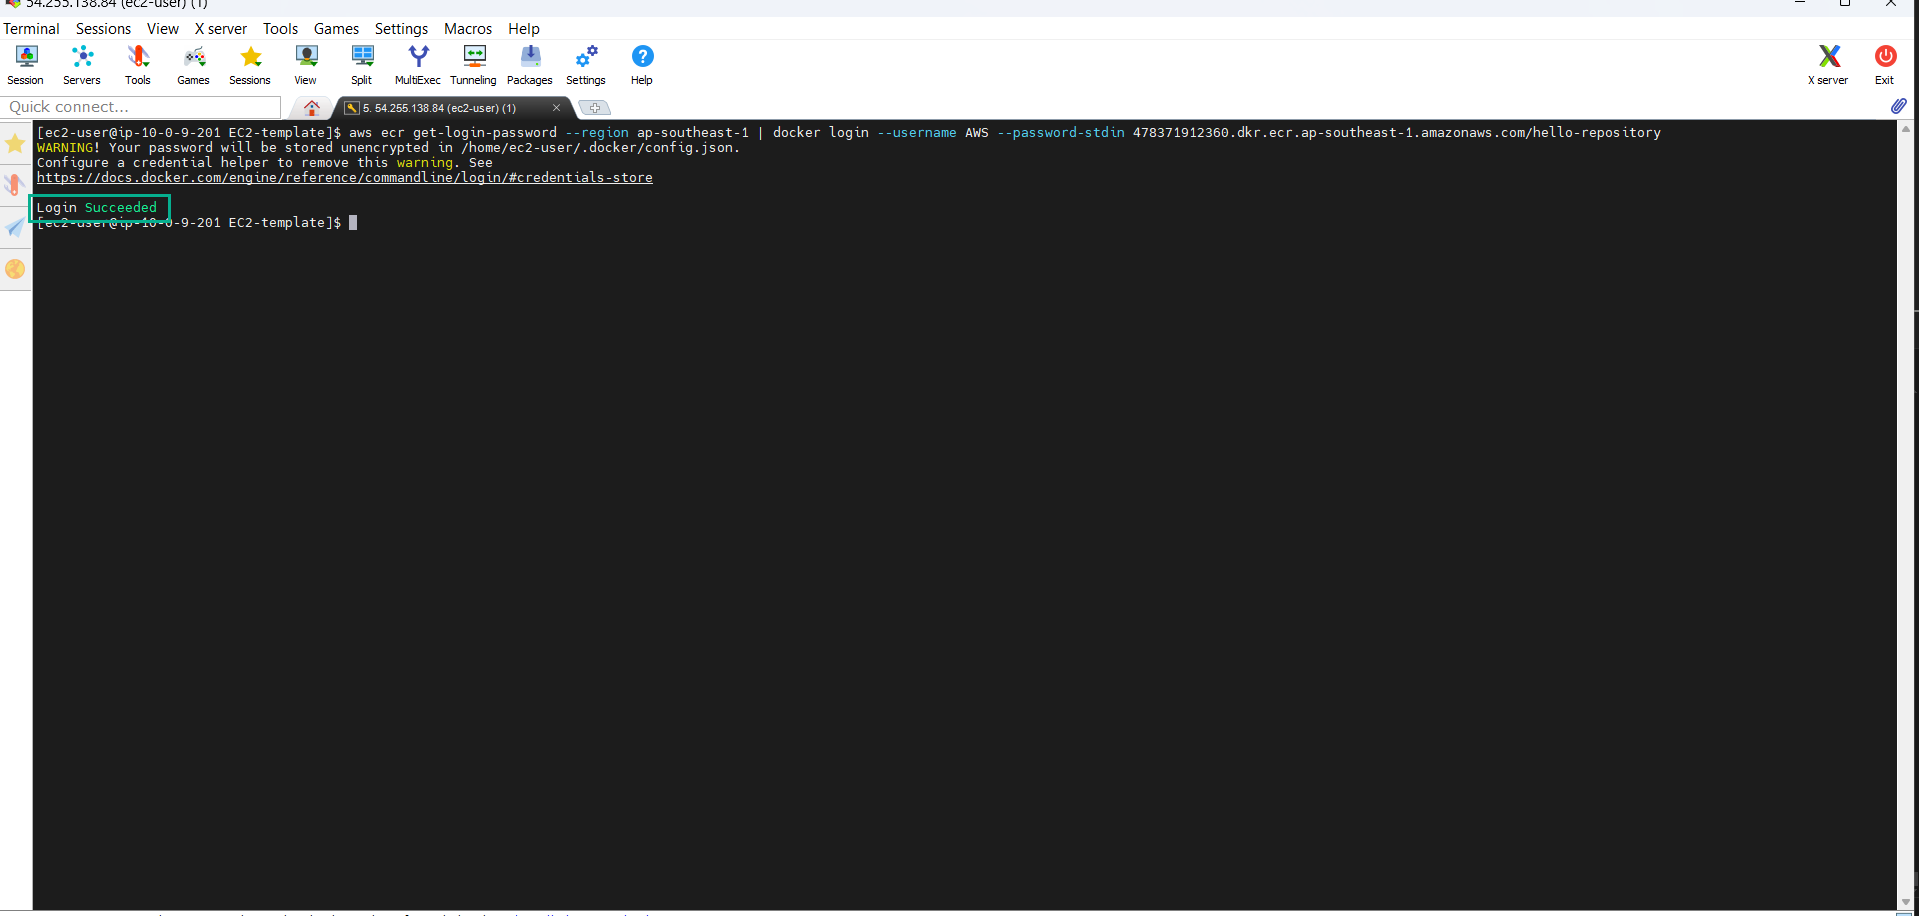 54.255.138.84 (ec2-user) (1)
Terminal Sessions View X server Tools Games Settings Macros Help
Session Servers Tools Games Sessions View Split MultiExec Tunneling Packages Settings Help X server Exit
Quick connect...
5. 54.255.138.84 (ec2-user) (1)
[ec2-user@ip-10-0-9-201 EC2-template]$ aws ecr get-login-password --region ap-southeast-1 | docker login --username AWS --password-stdin 478371912360.dkr.ecr.ap-southeast-1.amazonaws.com/hello-repository
WARNING! Your password will be stored unencrypted in /home/ec2-user/.docker/config.json.
Configure a credential helper to remove this warning. See
https://docs.docker.com/engine/reference/commandline/login/#credentials-store
Login Succeeded
[ec2-user@ip-10-0-9-201 EC2-template]$